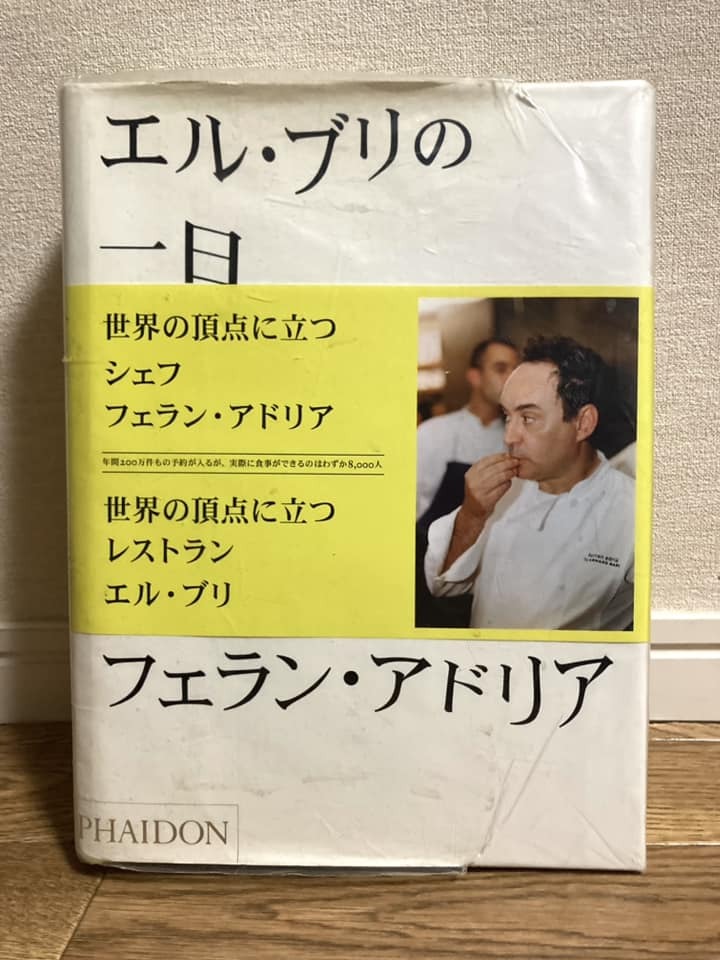 エル・ブリの
一日
世界の頂点に立つ
シェフ
フェラン・アドリア
年間200万件もの予約が入るが、実際に食事ができるのはわずか8,000人
世界の頂点に立つ
レストラン
エル・ブリ
フェラン・アドリア
PHAIDON